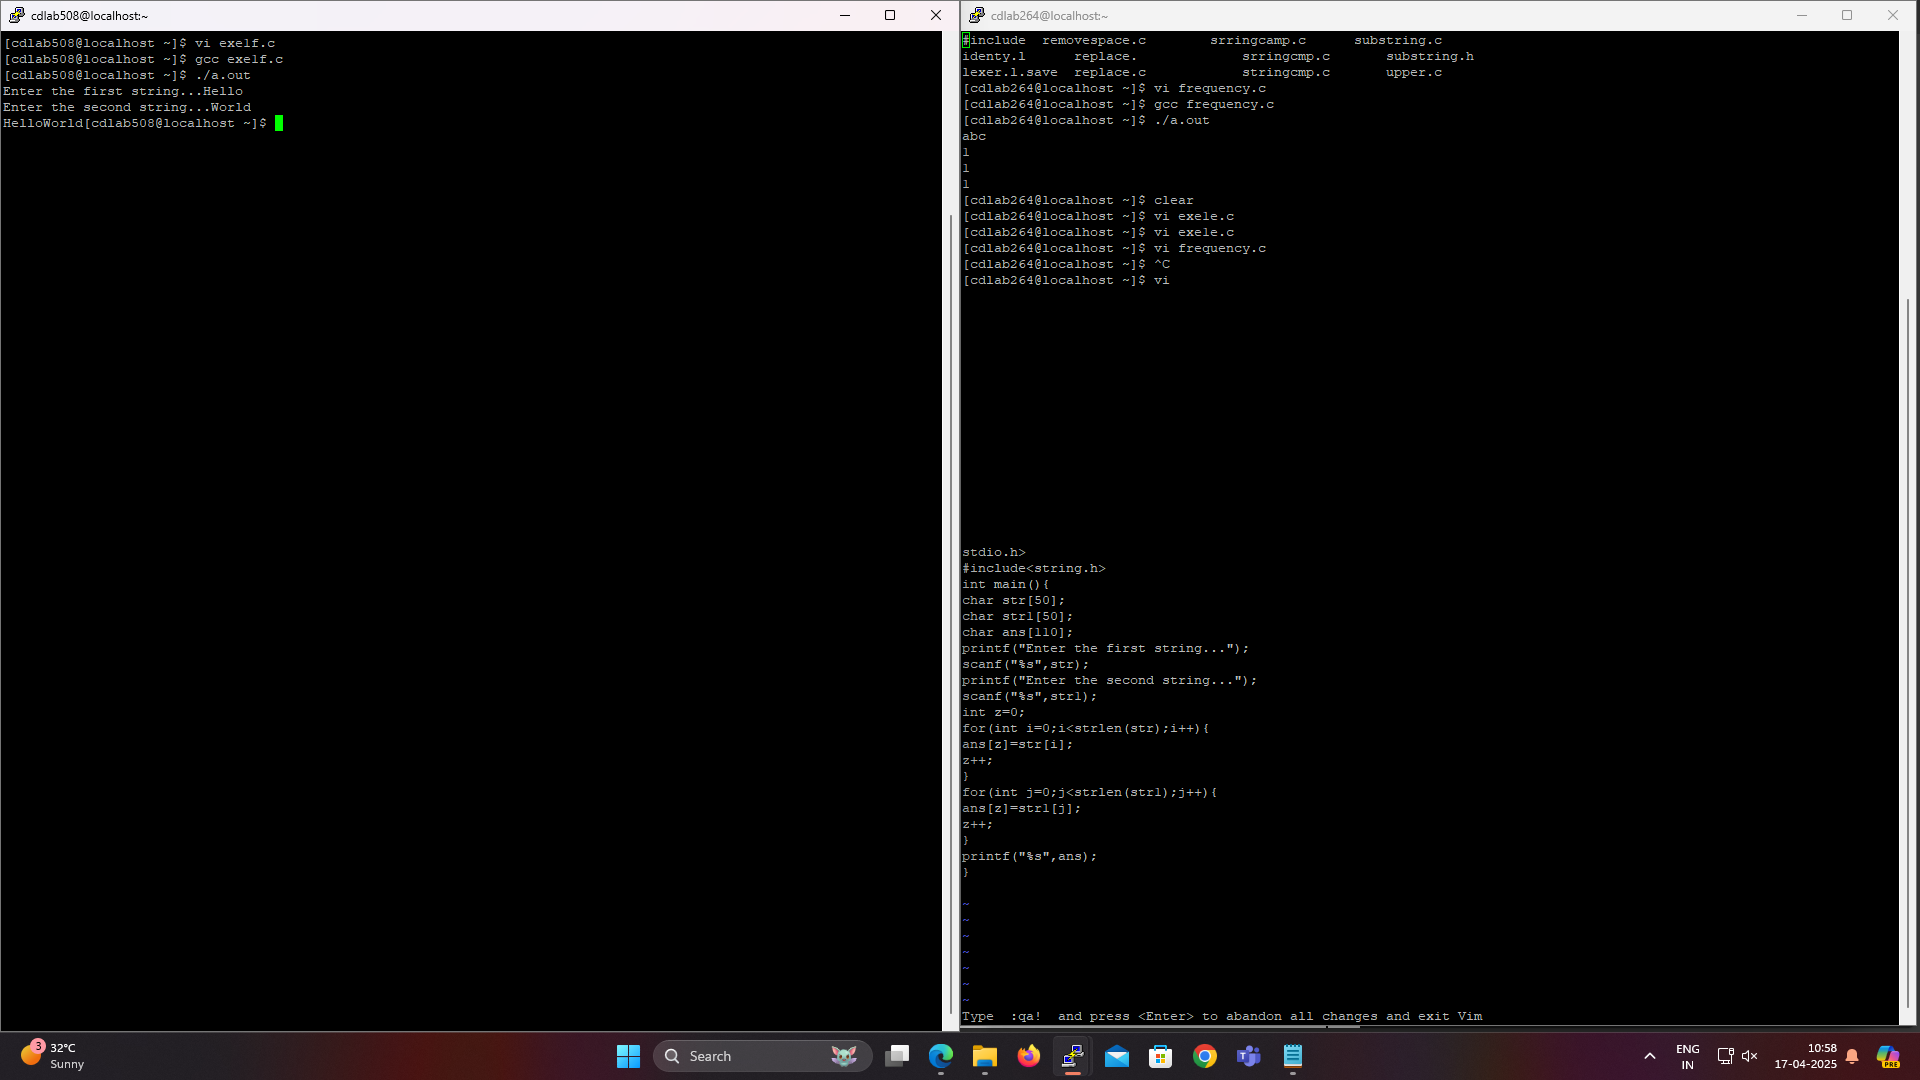 cdlab508@localhost:~
[cdlab508@localhost ~]$ vi exelf.c
[cdlab508@localhost ~]$ gcc exelf.c
[cdlab508@localhost ~]$ ./a.out
Enter the first string...Hello
Enter the second string...World
HelloWorld[cdlab508@localhost ~]$
cdlab264@localhost:~
#include removespace.c srringcamp.c substring.c
identy.l replace. srringcmp.c substring.h
lexer.l.save replace.c stringcmp.c upper.c
[cdlab264@localhost ~]$ vi frequency.c
[cdlab264@localhost ~]$ gcc frequency.c
[cdlab264@localhost ~]$ ./a.out
abc
1
1
1
[cdlab264@localhost ~]$ clear
[cdlab264@localhost ~]$ vi exele.c
[cdlab264@localhost ~]$ vi exele.c
[cdlab264@localhost ~]$ vi frequency.c
[cdlab264@localhost ~]$ ^C
[cdlab264@localhost ~]$ vi
stdio.h>
#include<string.h>
int main(){
char str[50];
char str1[50];
char ans[110];
printf("Enter the first string...");
scanf("%s",str);
printf("Enter the second string...");
scanf("%s",str1);
int z=0;
for(int i=0;i<strlen(str);i++){
ans[z]=str[i];
z++;
}
for(int j=0;j<strlen(str1);j++){
ans[z]=str1[j];
z++;
}
printf("%s",ans);
}
~
~
~
~
~
~
~
Type :qa! and press <Enter> to abandon all changes and exit Vim
3
32°C
Sunny
Search
ENG
IN
10:58
17-04-2025
PRE